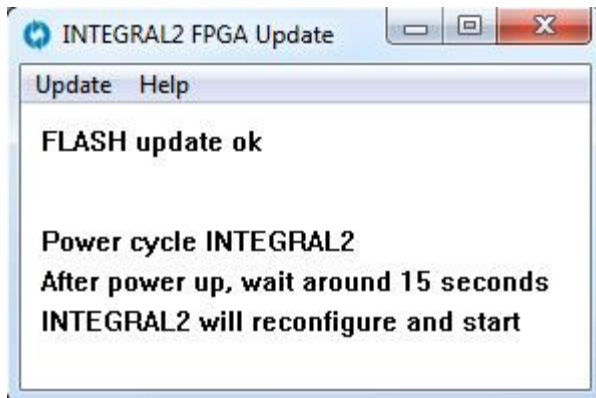 INTEGRAL2 FPGA Update
Update Help
FLASH update ok
Power cycle INTEGRAL2
After power up, wait around 15 seconds
INTEGRAL2 will reconfigure and start